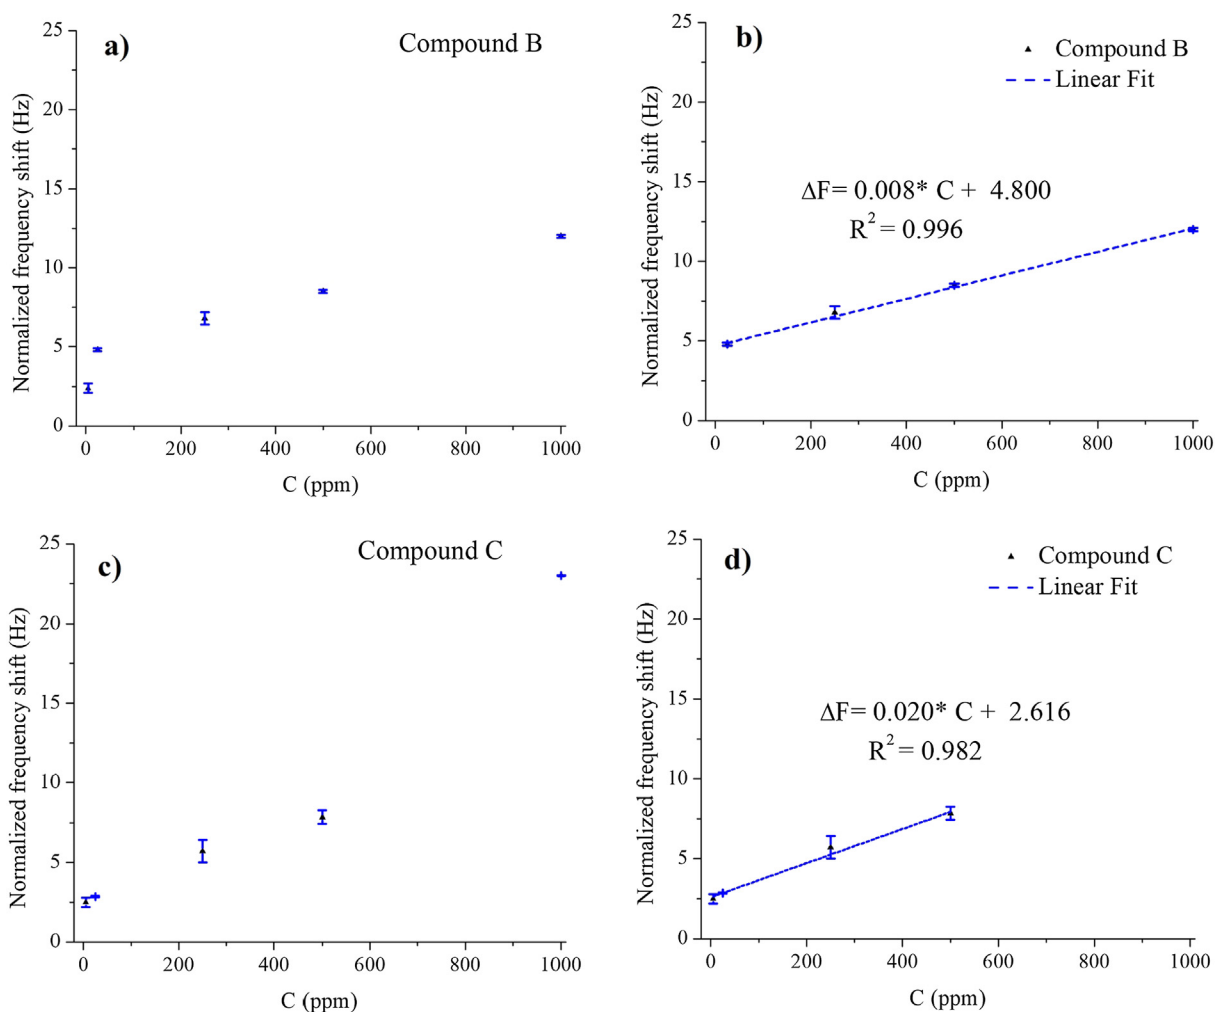 a)
Compound B
Normalized frequency shift (Hz)
25
20
15
10
5
0
0 200 400 600 800 1000
C (ppm)
b)
Compound B
Linear Fit
ΔF= 0.008* C + 4.800
R² = 0.996
Normalized frequency shift (Hz)
25
20
15
10
5
0
0 200 400 600 800 1000
C (ppm)
c)
Compound C
Normalized frequency shift (Hz)
25
20
15
10
5
0
0 200 400 600 800 1000
C (ppm)
d)
Compound C
Linear Fit
ΔF= 0.020* C + 2.616
R² = 0.982
Normalized frequency shift (Hz)
25
20
15
10
5
0
0 200 400 600 800 1000
C (ppm)